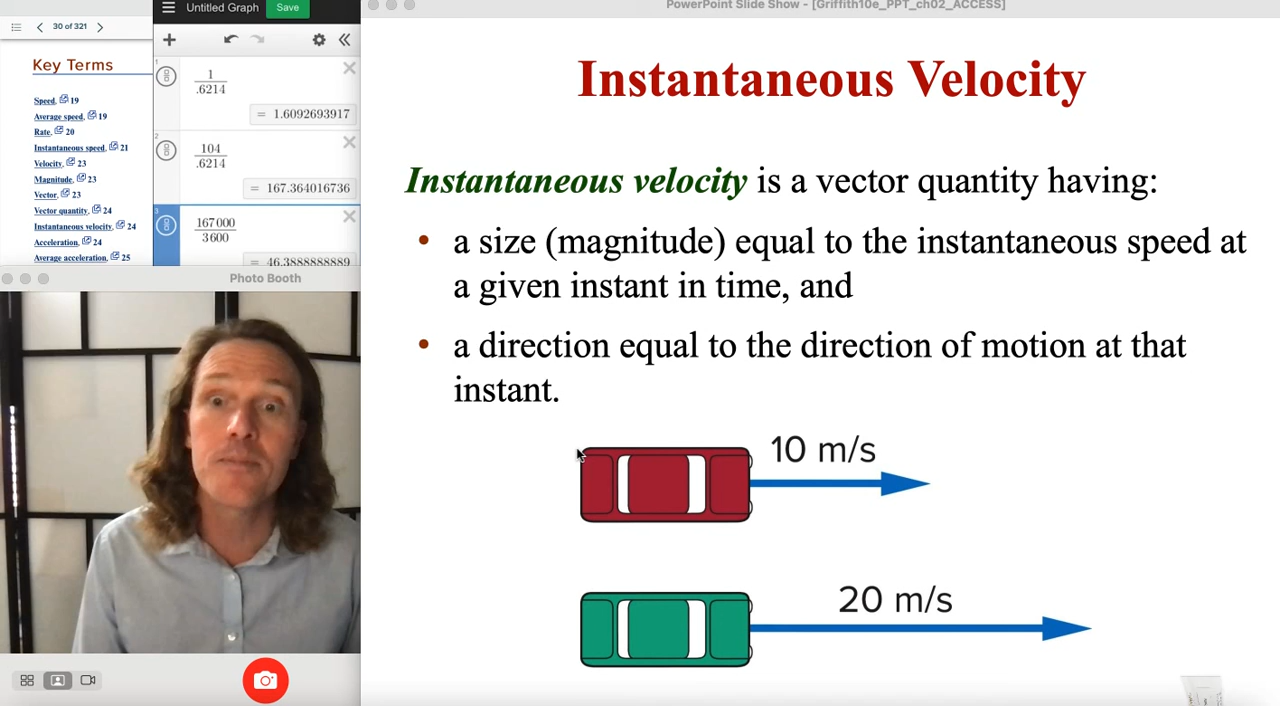 30 of 321
Key Terms
Speed, 19
Average speed, 19
Rate, 20
Instantaneous speed, 21
Velocity, 23
Magnitude, 23
Vector, 23
Vector quantity, 24
Instantaneous velocity, 24
Acceleration, 24
Average acceleration, 25
Untitled Graph
Save
1
1
.6214
= 1.6092693917
2
104
.6214
= 167.364016736
3
167000
3600
= 46.3888888889
Photo Booth
PowerPoint Slide Show - [Griffith10e_PPT_ch02_ACCESS]
Instantaneous Velocity
Instantaneous velocity is a vector quantity having:
• a size (magnitude) equal to the instantaneous speed at
a given instant in time, and
• a direction equal to the direction of motion at that
instant.
10 m/s
20 m/s